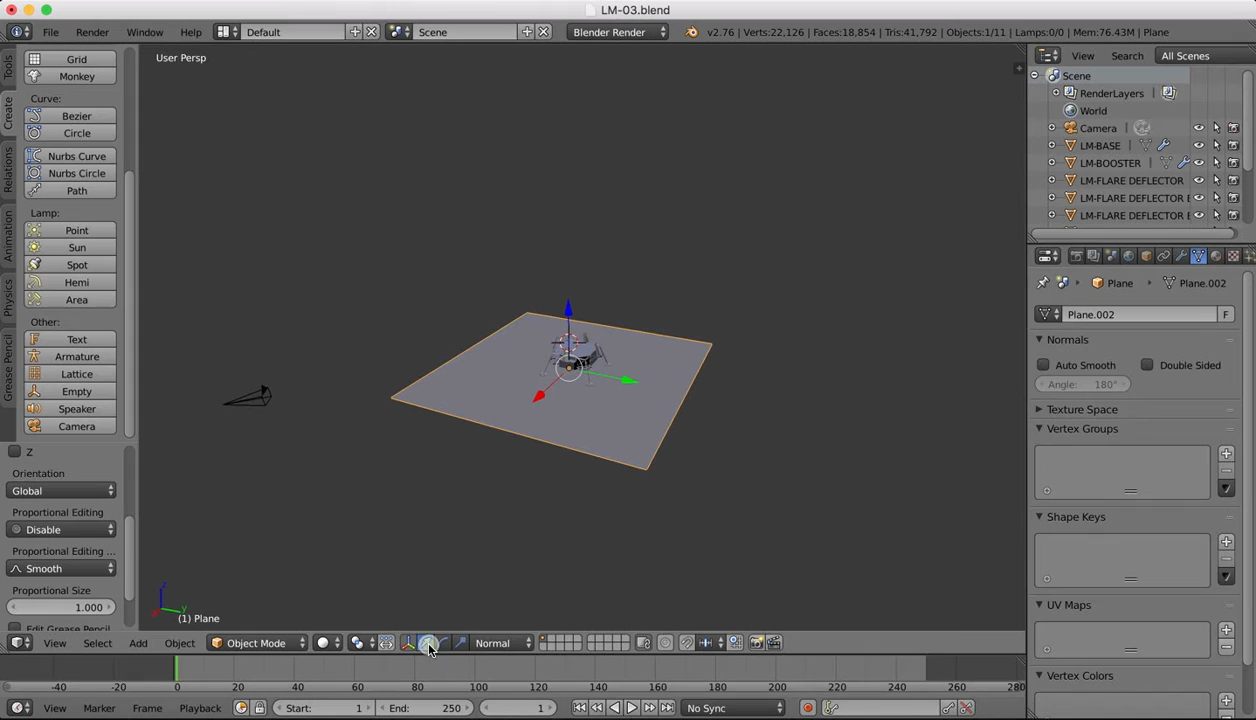 LM-03.blend
File Render Window Help Default Scene Blender Render v2.76 | Verts:22,126 | Faces:18,854 | Tris:41,792 | Objects:1/11 | Lamps:0/0 | Mem:76.43M | Plane
User Persp
Tools
Create
Relations
Animation
Physics
Grease Pencil
Grid
Monkey
Curve:
Bezier
Circle
Nurbs Curve
Nurbs Circle
Path
Lamp:
Point
Sun
Spot
Hemi
Area
Other:
Text
Armature
Lattice
Empty
Speaker
Camera
Z
Orientation
Global
Proportional Editing
Disable
Proportional Editing ...
Smooth
Proportional Size
1.000
Edit Grease Pencil
z
y
(1) Plane
View Select Add Object Object Mode Normal
-40 -20 0 20 40 60 80 100 120 140 160 180 200 220 240 260 280
View Marker Frame Playback Start: 1 End: 250 1 No Sync
View Search All Scenes
Scene
RenderLayers |
World
Camera |
LM-BASE |
LM-BOOSTER |
LM-FLARE DEFLECTOR
LM-FLARE DEFLECTOR
LM-FLARE DEFLECTOR
Plane Plane.002
Plane.002 F
Normals
Auto Smooth Double Sided
Angle: 180°
Texture Space
Vertex Groups
Shape Keys
UV Maps
Vertex Colors